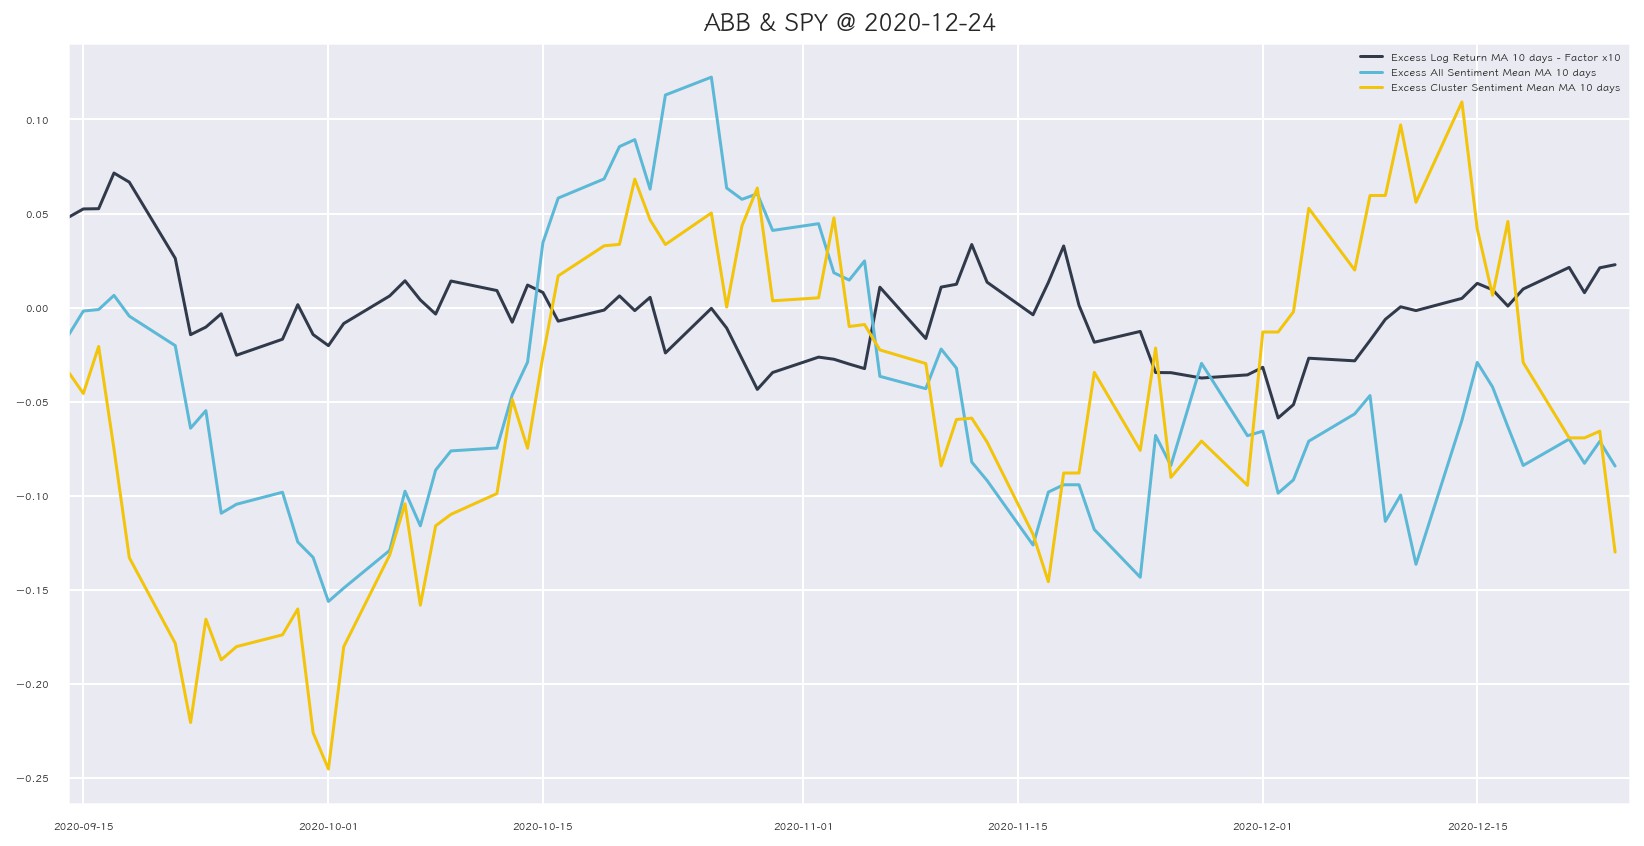 ABB & SPY @ 2020-12-24
Excess Log Return MA 10 days - Factor x10
Excess All Sentiment Mean MA 10 days
Excess Cluster Sentiment Mean MA 10 days
0.10
0.05
0.00
−0.05
−0.10
−0.15
−0.20
−0.25
2020-09-15 2020-10-01 2020-10-15 2020-11-01 2020-11-15 2020-12-01 2020-12-15